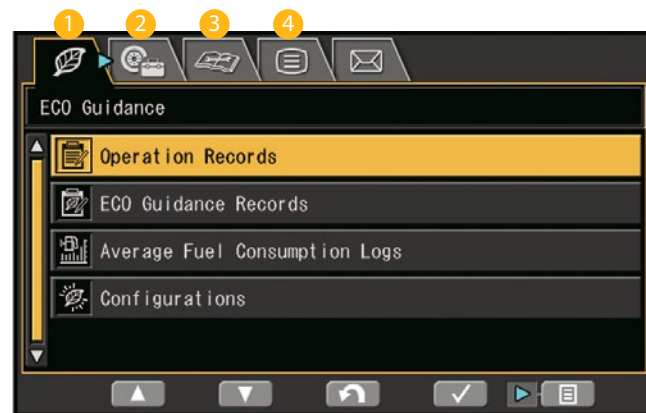 1 2 3 4
ECO Guidance
Operation Records
ECO Guidance Records
Average Fuel Consumption Logs
Configurations